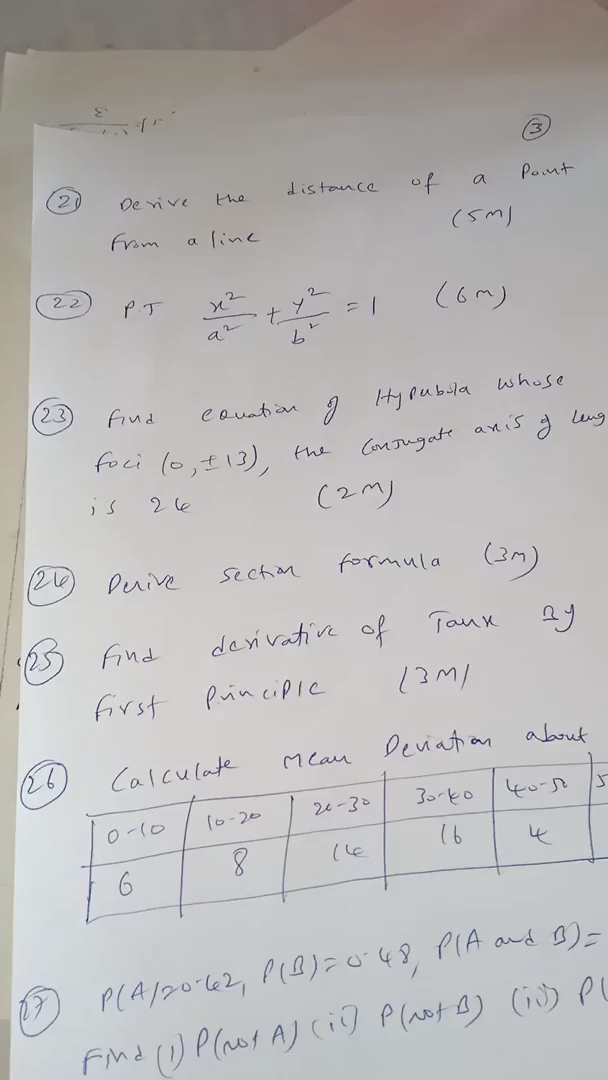 3
21 Derive the distance of a Point
from a line (5M)
22 P.T x²/a² + y²/b² = 1 (6M)
23 Find equation of Hyperbola whose
foci (0, ±13), the Conjugate axis of leng
is 24 (2M)
24 Derive section formula (3M)
25 Find derivative of Tanx By
first Principle (3M)
26 Calculate Mean Deviation about
0-10 10-20 20-30 30-40 40-50 5
6 8 14 16 4
27 P(A)=0.42, P(B)=0.48, P(A and B)=
Find (i) P(not A) (ii) P(not B) (iii) P(